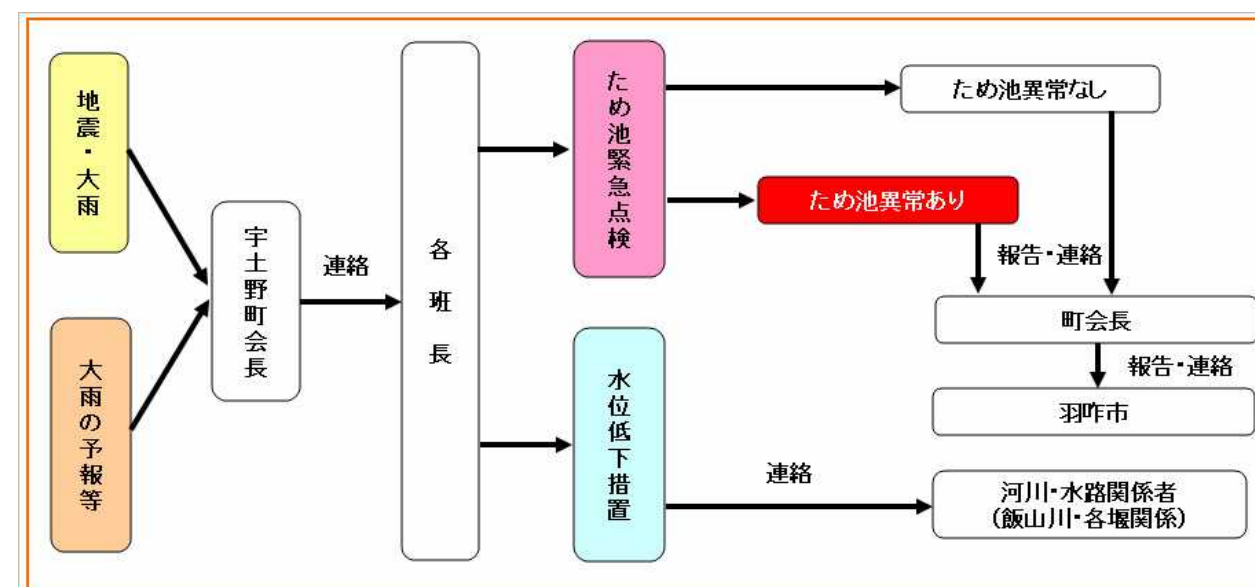 地震・大雨
大雨の予報等
宇土野町会長
連絡
各班長
ため池緊急点検
ため池異常なし
ため池異常あり
報告・連絡
町会長
報告・連絡
羽咋市
水位低下措置
連絡
河川・水路関係者
(飯山川・各堰関係)